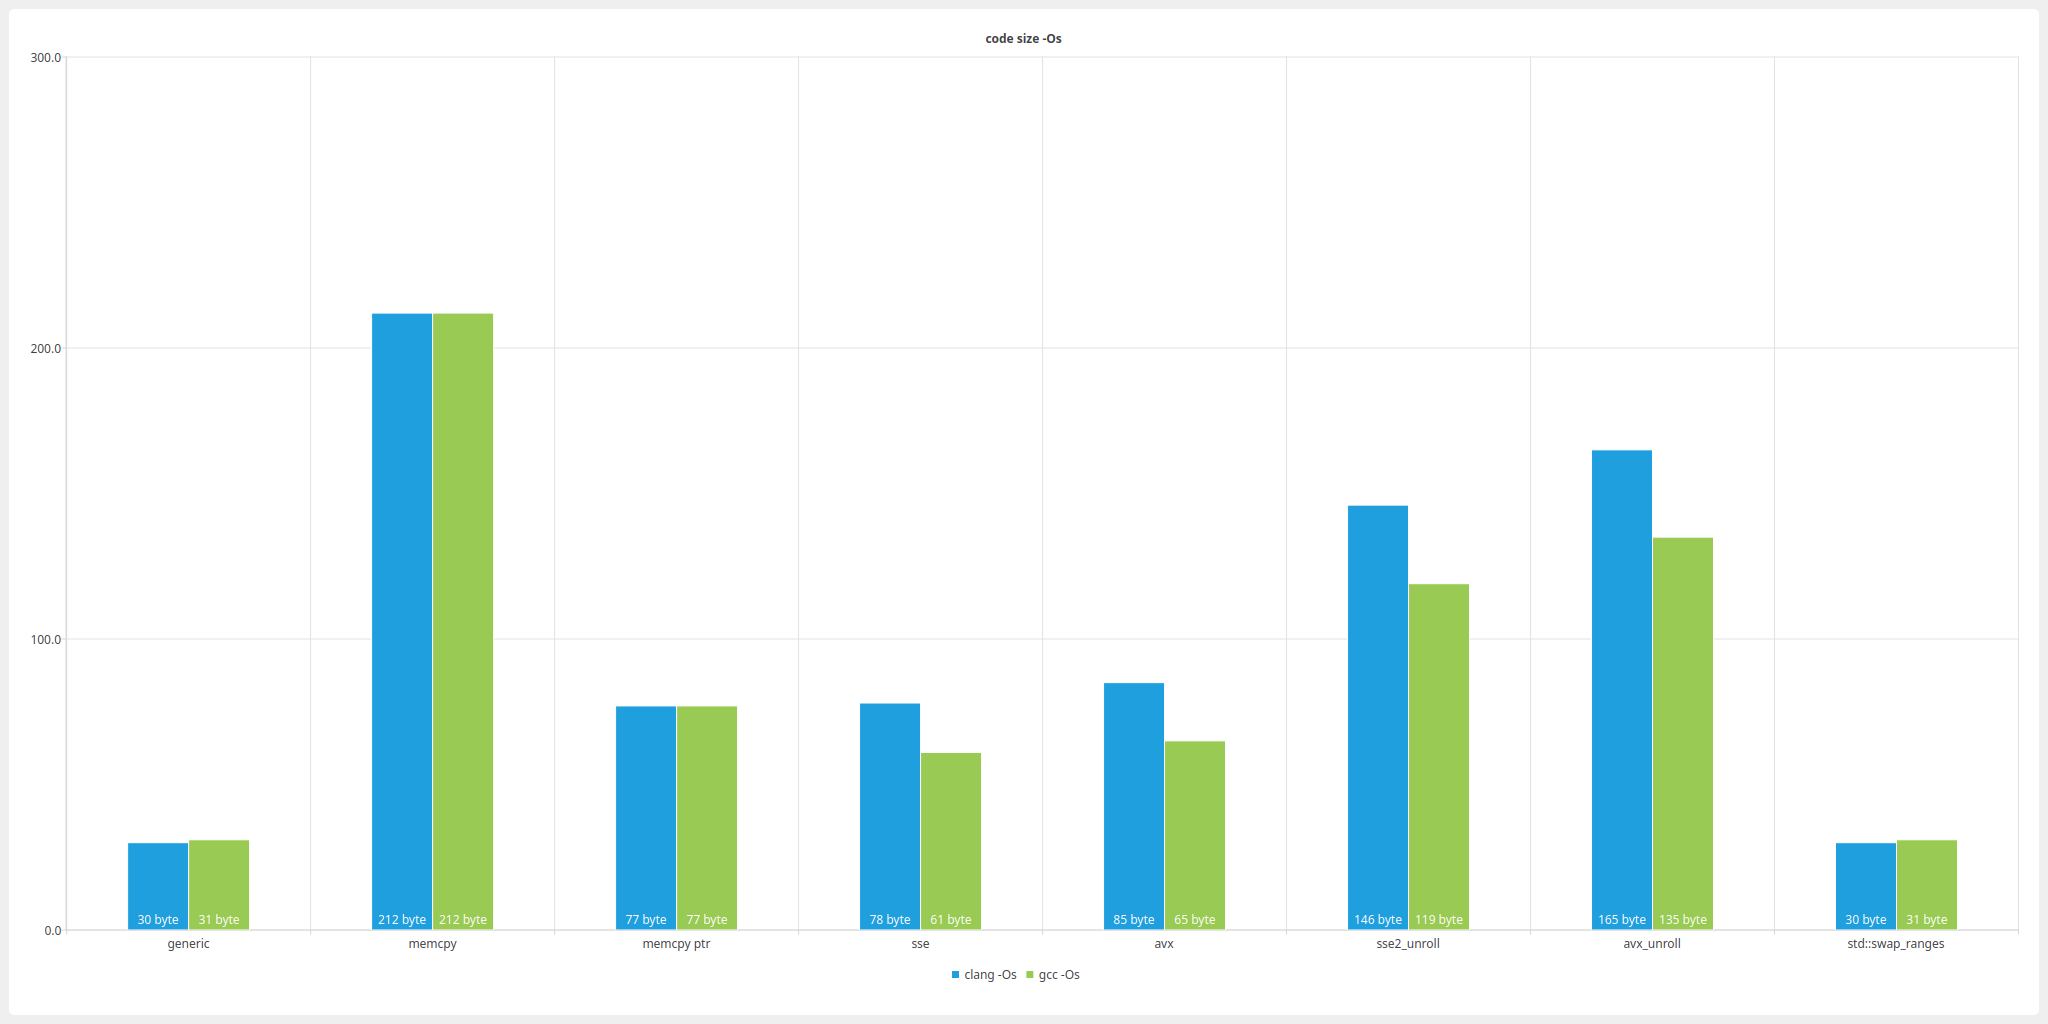 code size -Os
300.0
200.0
100.0
0.0
30 byte 31 byte 212 byte 212 byte 77 byte 77 byte 78 byte 61 byte 85 byte 65 byte 146 byte 119 byte 165 byte 135 byte 30 byte 31 byte
generic memcpy memcpy ptr sse avx sse2_unroll avx_unroll std::swap_ranges
clang -Os gcc -Os